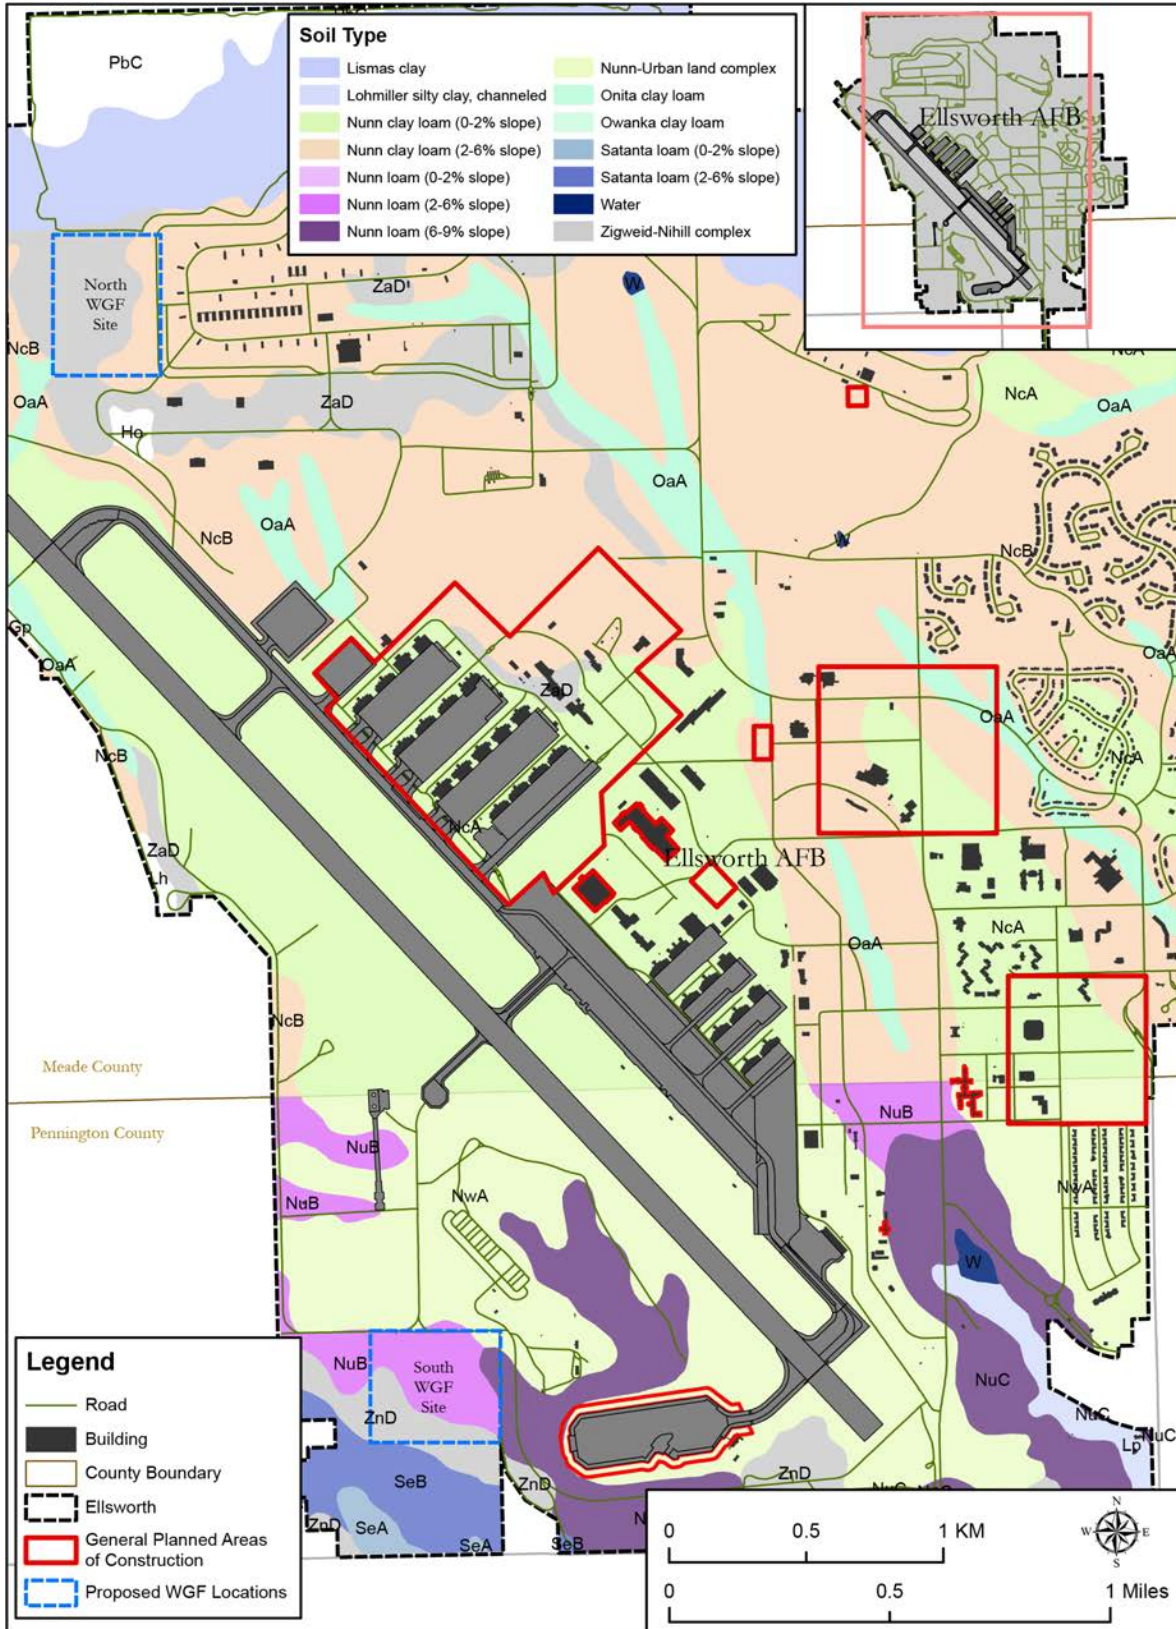 PbC
Soil Type
Lismas clay
Lohmiller silty clay, channeled
Nunn clay loam (0-2% slope)
Nunn clay loam (2-6% slope)
Nunn loam (0-2% slope)
Nunn loam (2-6% slope)
Nunn loam (6-9% slope)
Nunn-Urban land complex
Onita clay loam
Owanka clay loam
Satanta loam (0-2% slope)
Satanta loam (2-6% slope)
Water
Zigweid-Nihill complex
Ellsworth AFB
North
WGF
Site
ZaD
W
NcB
OaA
ZaD
Ho
NcA
NcA
OaA
OaA
OaA
NcB
W
NcB
Gp
OaA
OaA
ZaD
OaA
NcB
NcA
NcA
ZaD
Lh
Ellsworth AFB
OaA
NcA
NcB
Meade County
Pennington County
NuB
NuB
NuB
NwA
NwA
W
NuB
South
WGF
Site
ZnD
NuC
NuC
NuC
Lp
SeB
ZnD
ZnD
NuC
ZnD
SeA
SeA
SeB
Legend
Road
Building
County Boundary
Ellsworth
General Planned Areas
of Construction
Proposed WGF Locations
N
W
E
S
0
0.5
1 KM
0
0.5
1 Miles